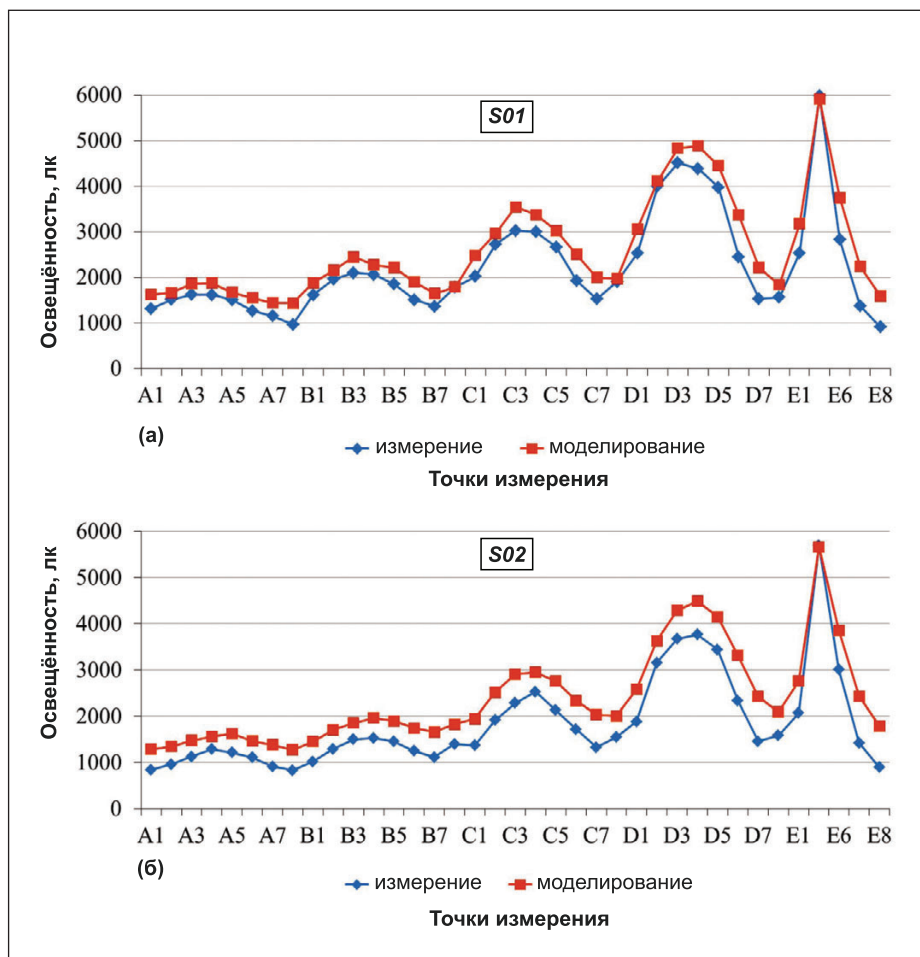 6000
5000
4000
3000
2000
1000
0
Освещённость, лк
S01
A1 A3 A5 A7 B1 B3 B5 B7 C1 C3 C5 C7 D1 D3 D5 D7 E1 E6 E8
(а)
измерение моделирование
Точки измерения
6000
5000
4000
3000
2000
1000
0
Освещённость, лк
S02
A1 A3 A5 A7 B1 B3 B5 B7 C1 C3 C5 C7 D1 D3 D5 D7 E1 E6 E8
(б)
измерение моделирование
Точки измерения